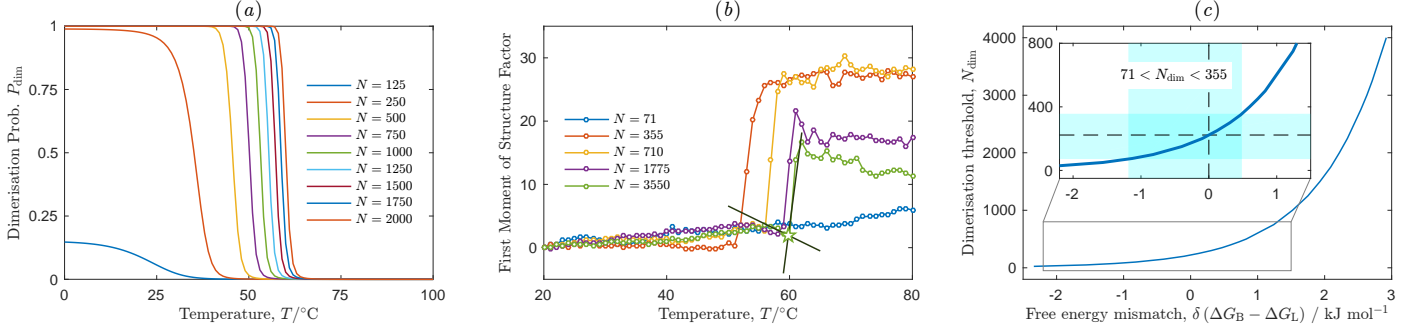 (a)
Dimerisation Prob. P_dim
1
0.75
0.5
0.25
0
N = 125
N = 250
N = 500
N = 750
N = 1000
N = 1250
N = 1500
N = 1750
N = 2000
0 25 50 75 100
Temperature, T/°C
(b)
First Moment of Structure Factor
30
20
10
0
N = 71
N = 355
N = 710
N = 1775
N = 3550
20 40 60 80
Temperature, T/°C
(c)
Dimerisation threshold, N_dim
4000
3000
2000
1000
0
800
400
0
71 < N_dim < 355
-2 -1 0 1
-2 -1 0 1 2 3
Free energy mismatch, δ (ΔG_B − ΔG_L) / kJ mol⁻¹